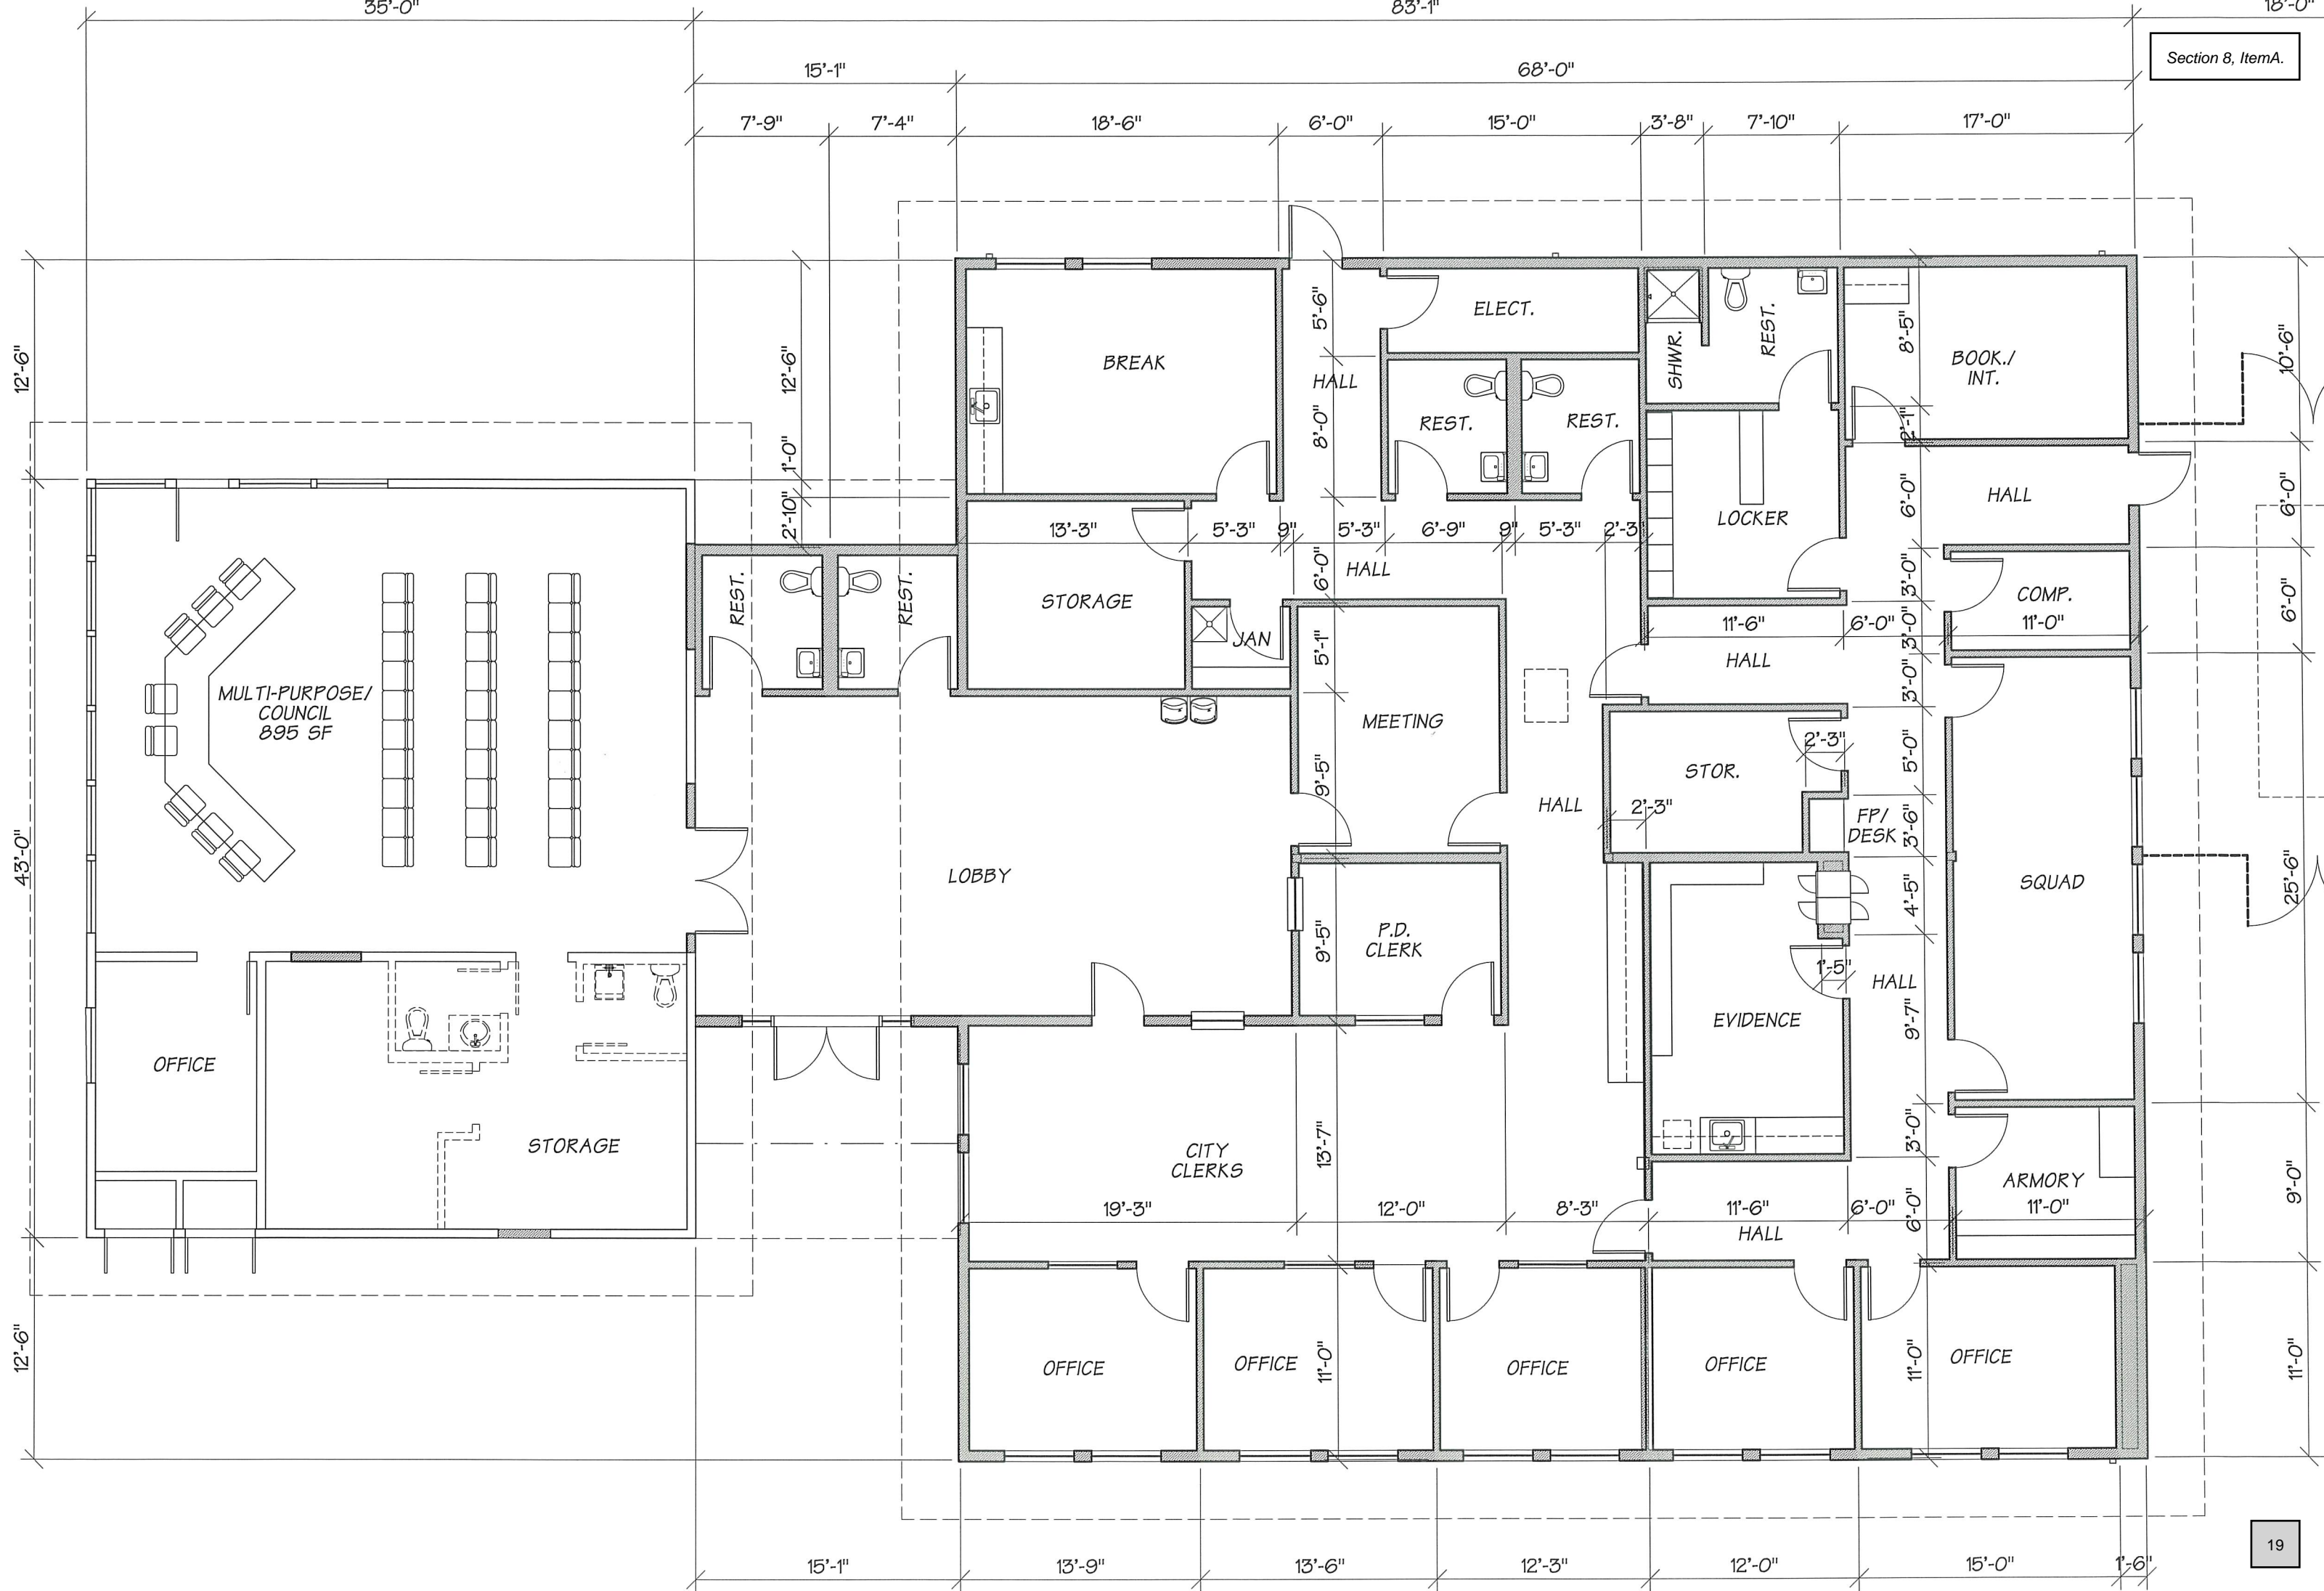 35'-0"
83'-1"
18'-0"
Section 8, ItemA.
15'-1"
68'-0"
7'-9"
7'-4"
18'-6"
6'-0"
15'-0"
3'-8"
7'-10"
17'-0"
12'-6"
12'-6"
1'-0"
2'-10"
43'-0"
12'-6"
BREAK
5'-6"
HALL
8'-0"
ELECT.
REST.
REST.
SHWR.
REST.
8'-5"
2'-1"
BOOK./
INT.
10'-6"
LOCKER
HALL
6'-0"
6'-0"
13'-3"
5'-3"
9"
5'-3"
6'-9"
9"
5'-3"
2'-3"
REST.
REST.
STORAGE
6'-0"
HALL
JAN
3'-0"
COMP.
6'-0"
11'-6"
6'-0"
3'-0"
11'-0"
HALL
5'-1"
3'-0"
MULTI-PURPOSE/
COUNCIL
895 SF
MEETING
2'-3"
STOR.
5'-0"
9'-5"
HALL
2'-3"
FP/
DESK
3'-6"
LOBBY
SQUAD
25'-6"
4'-5"
P.D.
CLERK
9'-5"
1'-5"
HALL
EVIDENCE
9'-7"
OFFICE
STORAGE
CITY
CLERKS
13'-7"
3'-0"
ARMORY
11'-0"
9'-0"
19'-3"
12'-0"
8'-3"
11'-6"
6'-0"
6'-0"
HALL
OFFICE
OFFICE
11'-0"
OFFICE
OFFICE
11'-0"
OFFICE
11'-0"
15'-1"
13'-9"
13'-6"
12'-3"
12'-0"
15'-0"
1'-6"
19